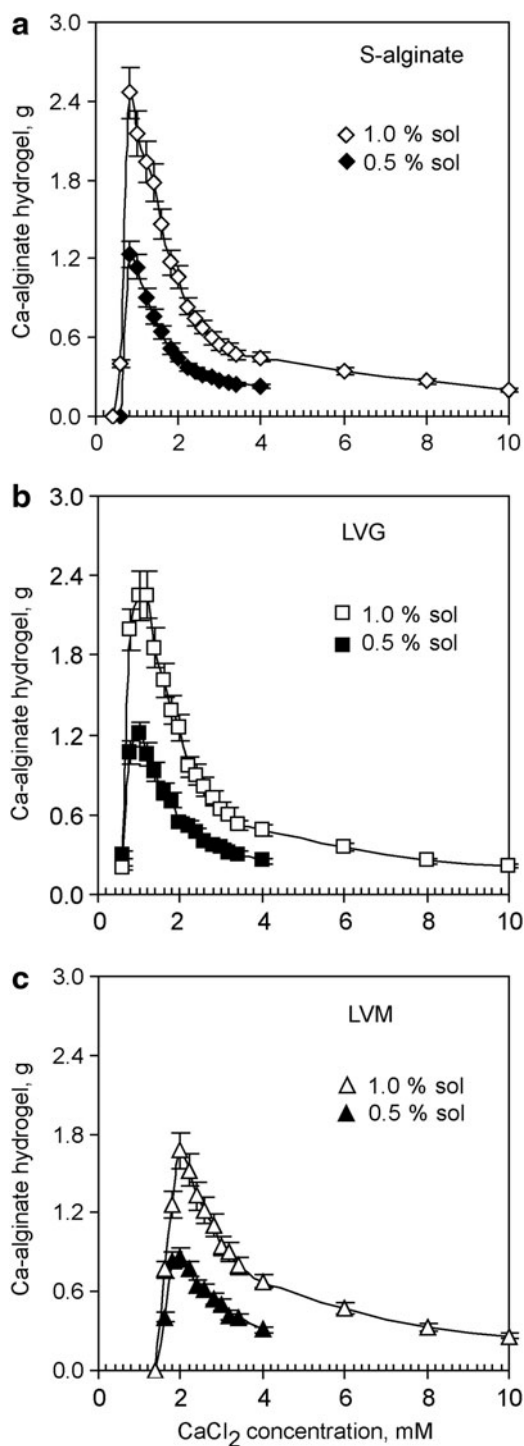 a
S-alginate
1.0 % sol
0.5 % sol
Ca-alginate hydrogel, g
3.0
2.4
1.8
1.2
0.6
0.0
0 2 4 6 8 10
b
LVG
1.0 % sol
0.5 % sol
Ca-alginate hydrogel, g
3.0
2.4
1.8
1.2
0.6
0.0
0 2 4 6 8 10
c
LVM
1.0 % sol
0.5 % sol
Ca-alginate hydrogel, g
3.0
2.4
1.8
1.2
0.6
0.0
0 2 4 6 8 10
CaCl2 concentration, mM